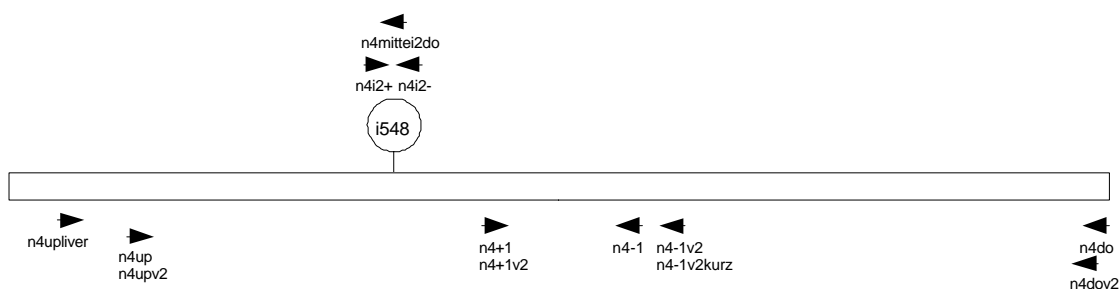 n4mittei2do
n4i2+ n4i2-
i548
n4upliver
n4up
n4upv2
n4+1
n4+1v2
n4-1
n4-1v2
n4-1v2kurz
n4do
n4dov2